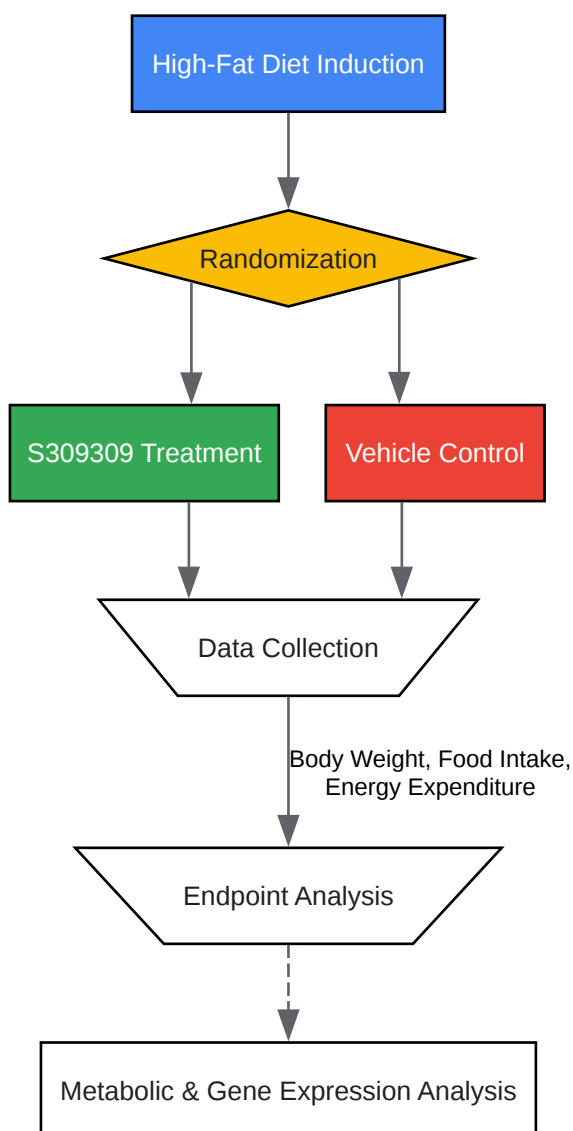 High-Fat Diet Induction
Randomization
S309309 Treatment
Vehicle Control
Data Collection
Body Weight, Food Intake,
Energy Expenditure
Endpoint Analysis
Metabolic & Gene Expression Analysis